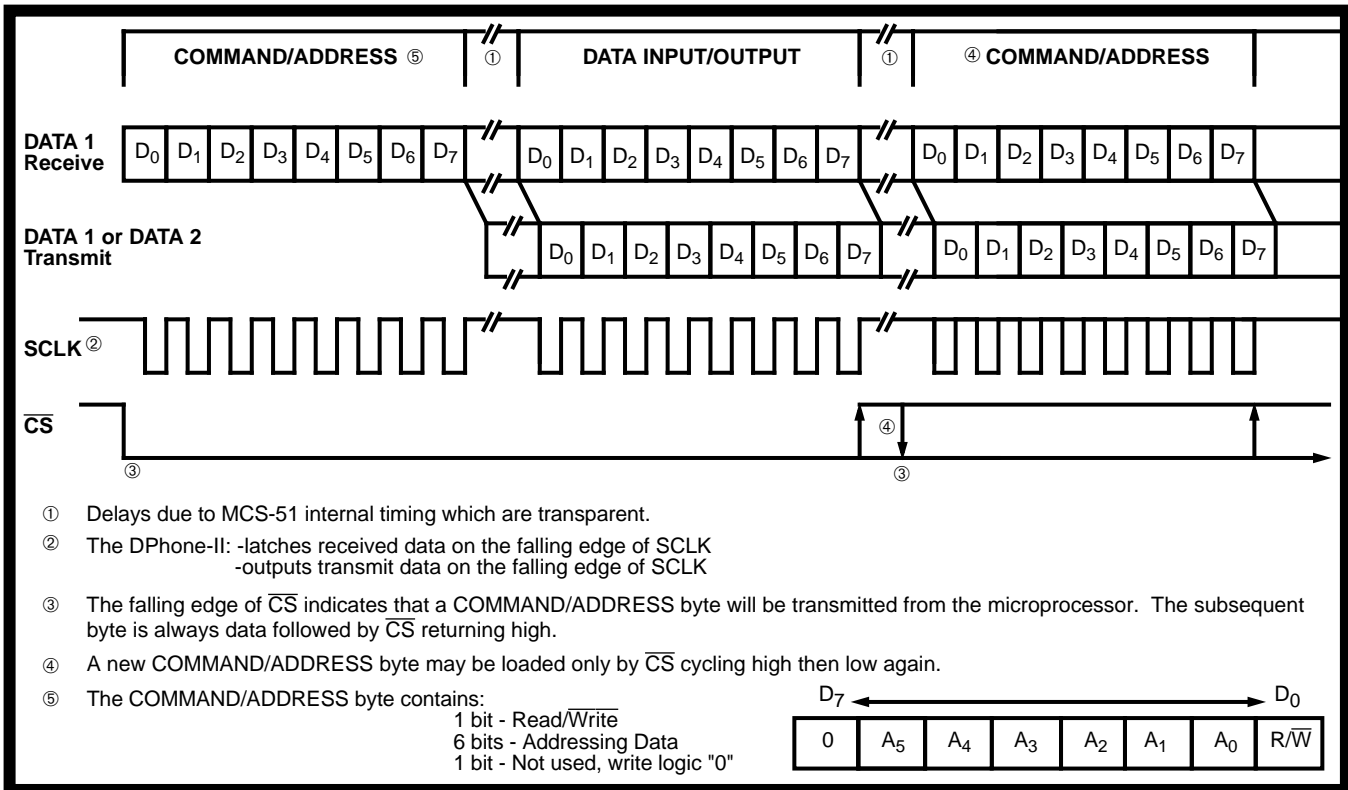 COMMAND/ADDRESS ⑤ ① DATA INPUT/OUTPUT ① ④ COMMAND/ADDRESS
DATA 1
Receive
D0 D1 D2 D3 D4 D5 D6 D7 D0 D1 D2 D3 D4 D5 D6 D7 D0 D1 D2 D3 D4 D5 D6 D7
DATA 1 or DATA 2
Transmit
D0 D1 D2 D3 D4 D5 D6 D7 D0 D1 D2 D3 D4 D5 D6 D7
SCLK ②
C̅S̅
④
③ ③
① Delays due to MCS-51 internal timing which are transparent.
② The DPhone-II: -latches received data on the falling edge of SCLK
-outputs transmit data on the falling edge of SCLK
③ The falling edge of C̅S̅ indicates that a COMMAND/ADDRESS byte will be transmitted from the microprocessor. The subsequent
byte is always data followed by C̅S̅ returning high.
④ A new COMMAND/ADDRESS byte may be loaded only by C̅S̅ cycling high then low again.
⑤ The COMMAND/ADDRESS byte contains:
1 bit - Read/W̅r̅i̅t̅e̅
6 bits - Addressing Data
1 bit - Not used, write logic "0"
D7 D0
0 A5 A4 A3 A2 A1 A0 R/W̅